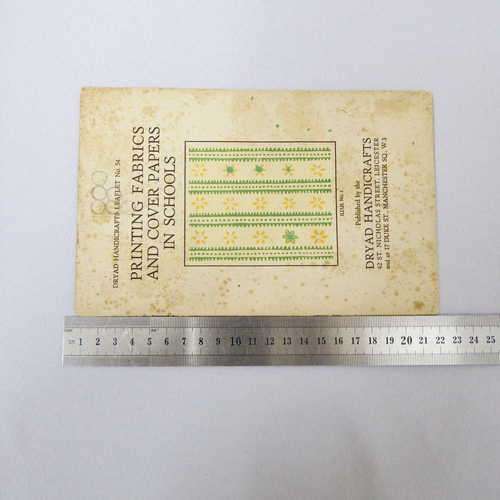 DRYAD HANDICRAFTS LEAFLET No 54
PRINTING FABRICS
AND COVER PAPERS
IN SCHOOLS
Published by the
DRYAD HANDICRAFTS
42 ST. NICHOLAS STREET, LEICESTER
and at 17 DUKE ST. MANCHESTER SQ. W.1
1 2 3 4 5 6 7 8 9 10 11 12 13 14 15 16 17 18 19 20 21 22 23 24 25